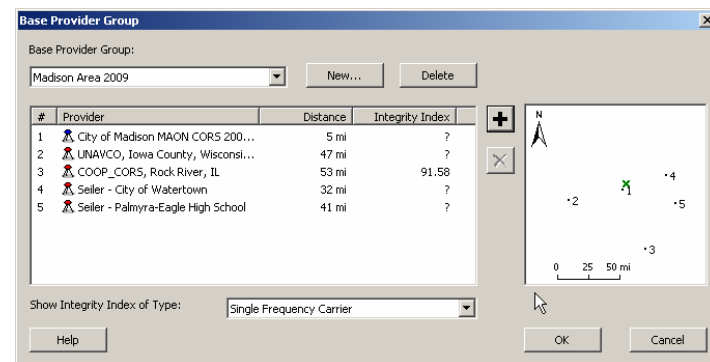 Base Provider Group
Base Provider Group:
Madison Area 2009
New...
Delete
# Provider Distance Integrity Index
1 City of Madison MAON CORS 200... 5 mi ?
2 UNAVCO, Iowa County, Wisconsi... 47 mi ?
3 COOP_CORS, Rock River, IL 53 mi 91.58
4 Seiler - City of Watertown 32 mi ?
5 Seiler - Palmyra-Eagle High School 41 mi ?
N
4
1
2
5
3
0 25 50 mi
Show Integrity Index of Type:
Single Frequency Carrier
Help
OK
Cancel